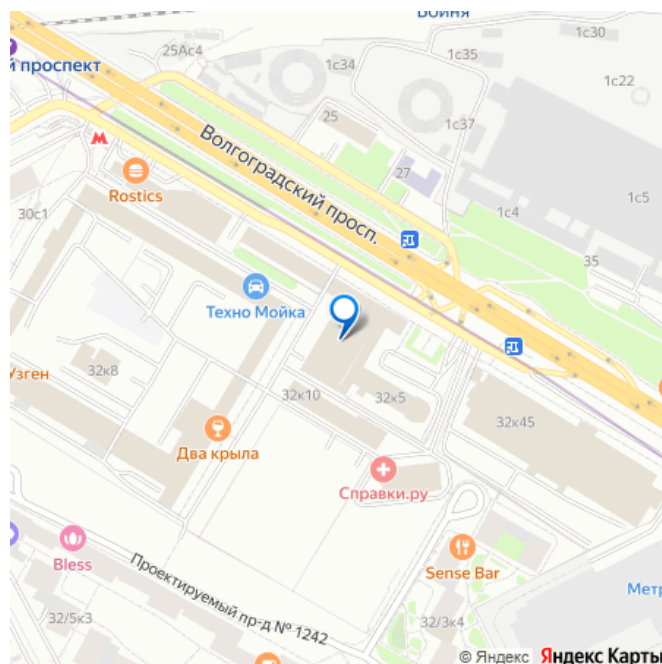 Бойня
25Ас4
1с34
1с35
1с30
й проспект
1с22
25
1с37
Волгоградский просп.
27
Rostics
30с1
1с4
1с5
35
Техно Мойка
Узген
32к8
32к10
32к5
32к45
Два крыла
Справки.ру
Bless
Sense Bar
Проектируемый пр-д № 1242
Метр
32/5к3
32/3к4
© Яндекс Яндекс Карты